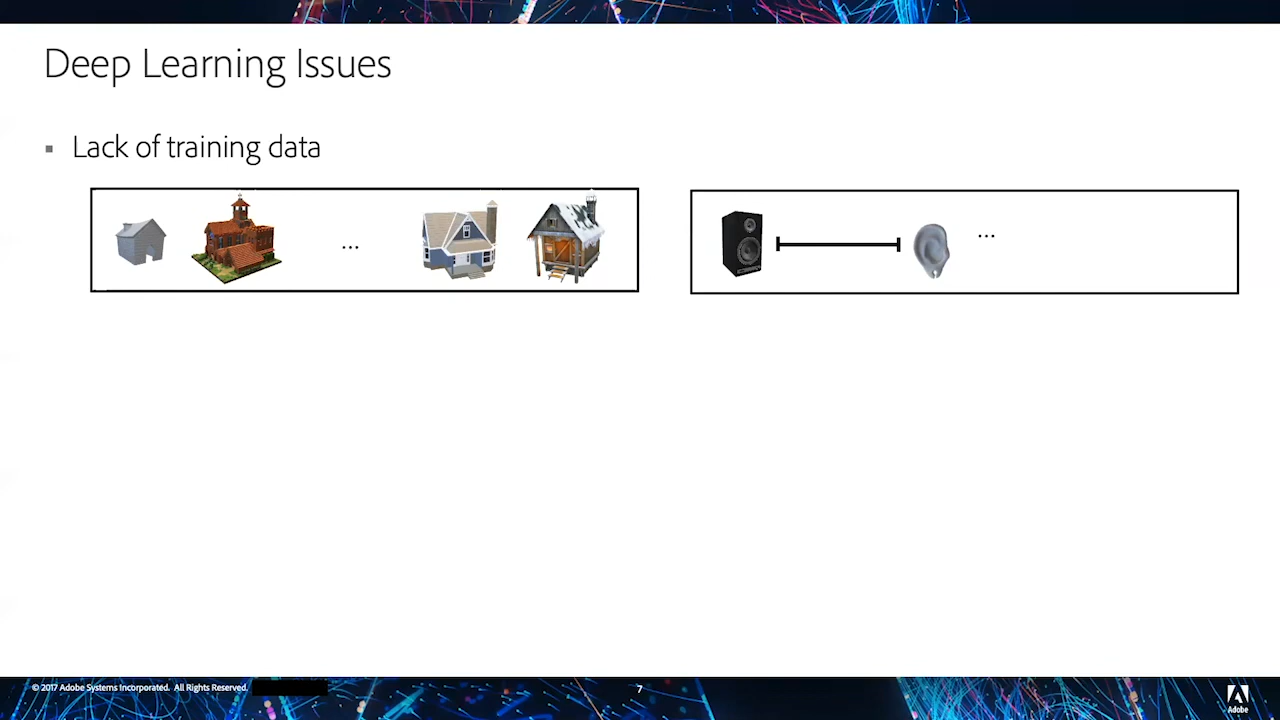 Deep Learning Issues
▪ Lack of training data
...
...
© 2017 Adobe Systems Incorporated. All Rights Reserved.
7
Adobe